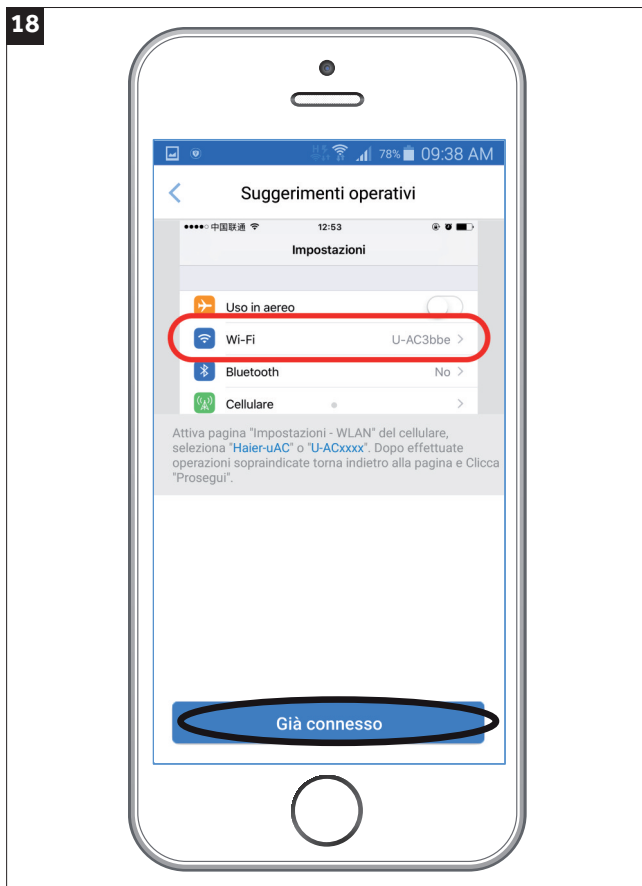 18
78% 09:38 AM
Suggerimenti operativi
中国联通 12:53
Impostazioni
Uso in aereo
Wi-Fi U-AC3bbe
Bluetooth No
Cellulare
Attiva pagina "Impostazioni - WLAN" del cellulare,
seleziona "Haier-uAC" o "U-ACxxxx". Dopo effettuate
operazioni sopraindicate torna indietro alla pagina e Clicca
"Prosegui".
Già connesso